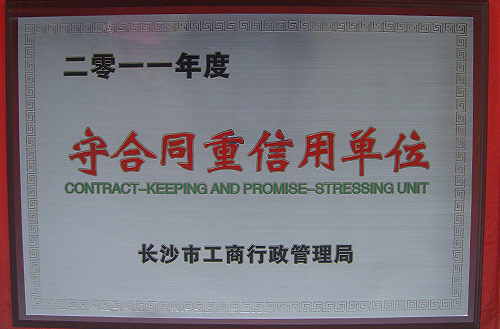 二零一一年度
守合同重信用单位
CONTRACT-KEEPING AND PROMISE-STRESSING UNIT
长沙市工商行政管理局